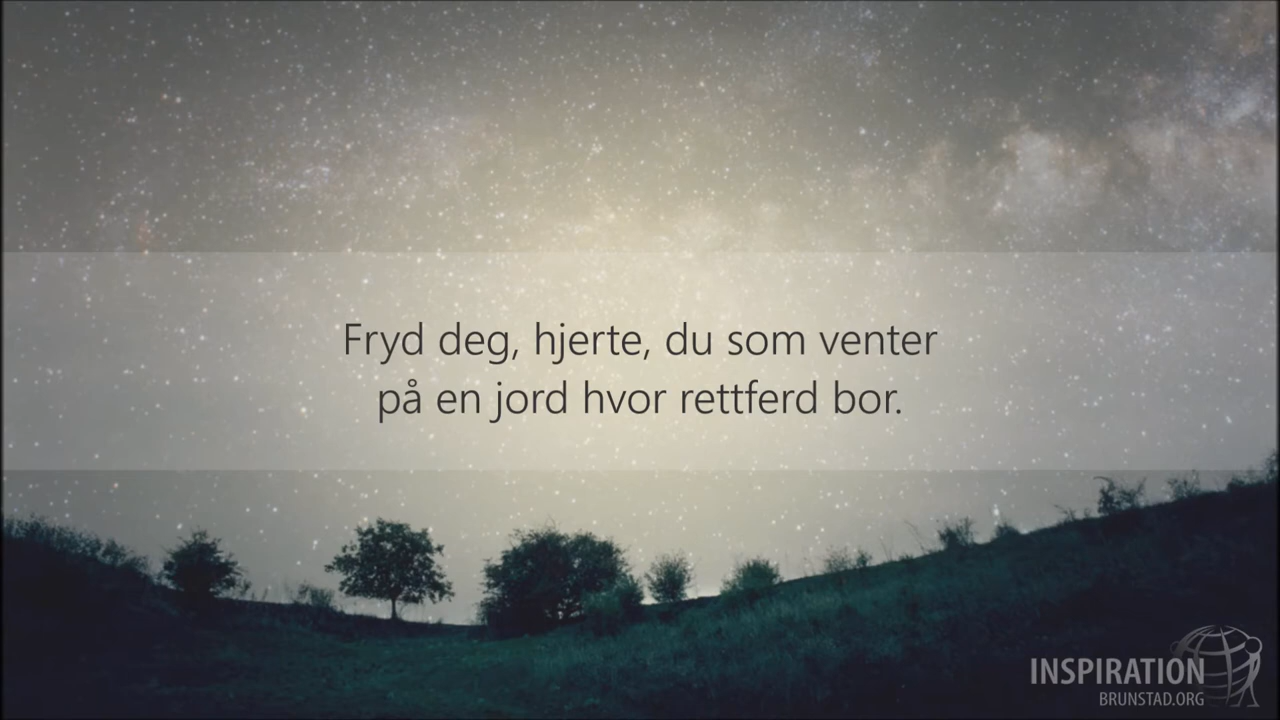 Fryd deg, hjerte, du som venter
på en jord hvor rettferd bor.
INSPIRATION
BRUNSTAD.ORG